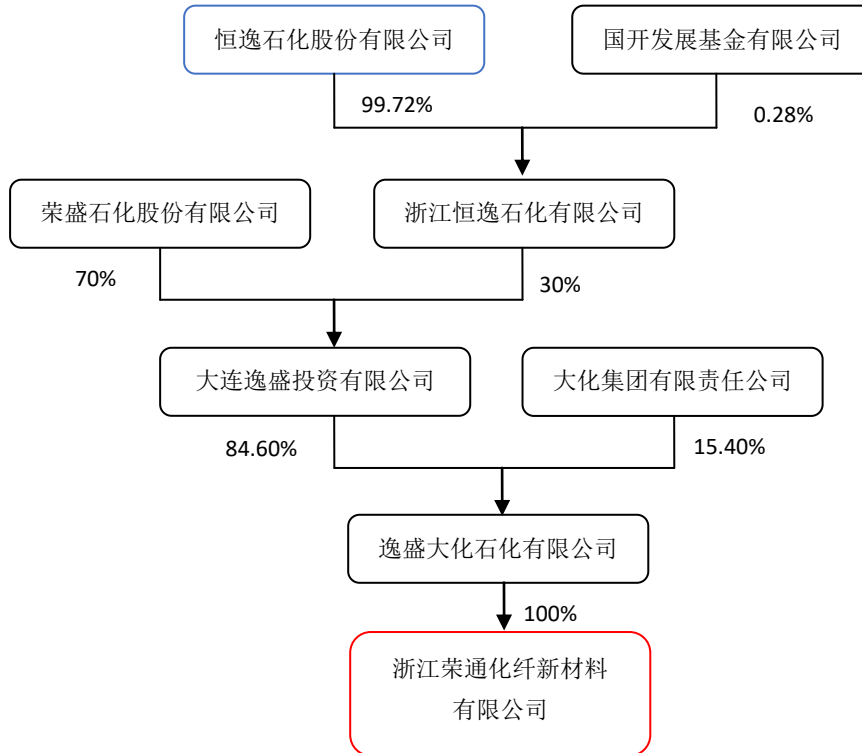 恒逸石化股份有限公司
国开发展基金有限公司
99.72%
0.28%
荣盛石化股份有限公司
浙江恒逸石化有限公司
70%
30%
大连逸盛投资有限公司
大化集团有限责任公司
84.60%
15.40%
逸盛大化石化有限公司
100%
浙江荣通化纤新材料
有限公司